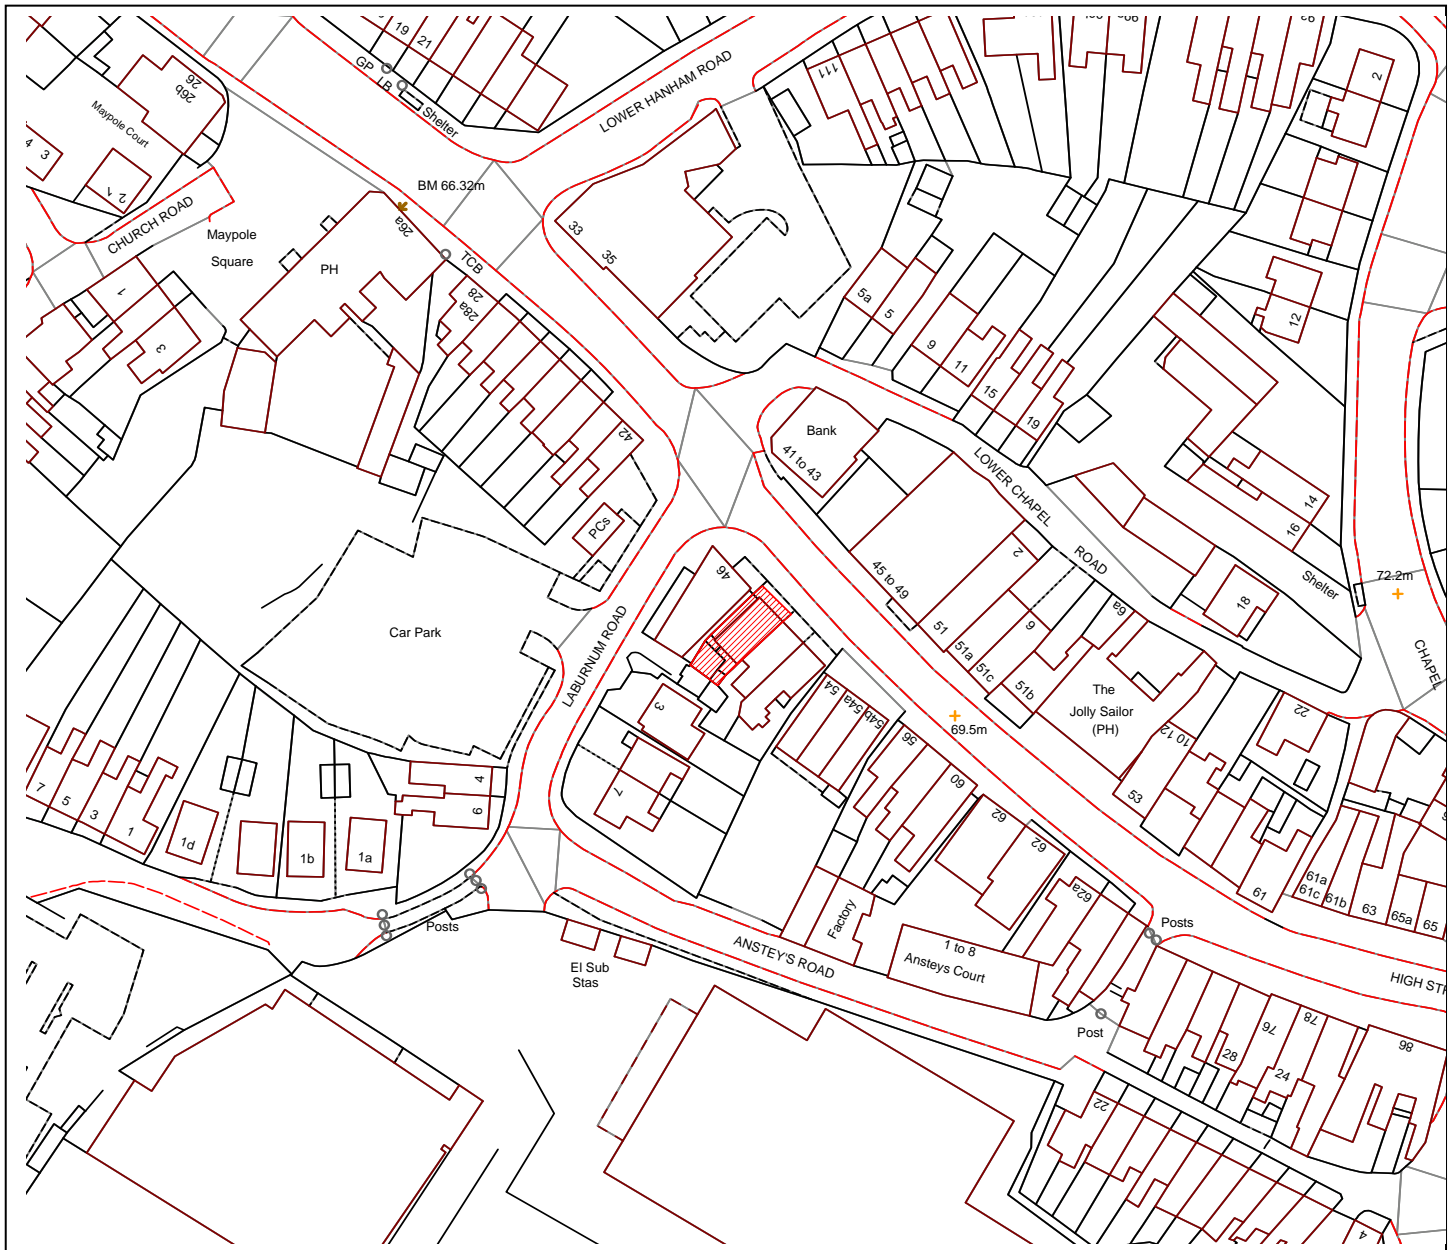 19
21
GP
LB
Shelter
LOWER HANHAM ROAD
111
2
26
26b
Maypole Court
4
3
2
1
CHURCH ROAD
Maypole
Square
BM 66.32m
26a
TCB
PH
28
28a
33
35
5a
5
9
11
15
19
12
1
3
42
Bank
41 to 43
LOWER CHAPEL
ROAD
14
16
Shelter
72.2m
CHAPEL
PCs
46
45 to 49
2
18
Car Park
LABURNUM ROAD
51
51a
51c
51b
6
6a
The
Jolly Sailor
(PH)
10 12
22
3
7
54
54a
54b
56
60
69.5m
53
62
62
62a
61
61a
61c
61b
63
65a
65
7
5
3
1
1d
1b
1a
4
6
Posts
El Sub
Stas
Factory
ANSTEY'S ROAD
1 to 8
Ansteys Court
Posts
Post
HIGH STR
28
24
76
78
86
22
4